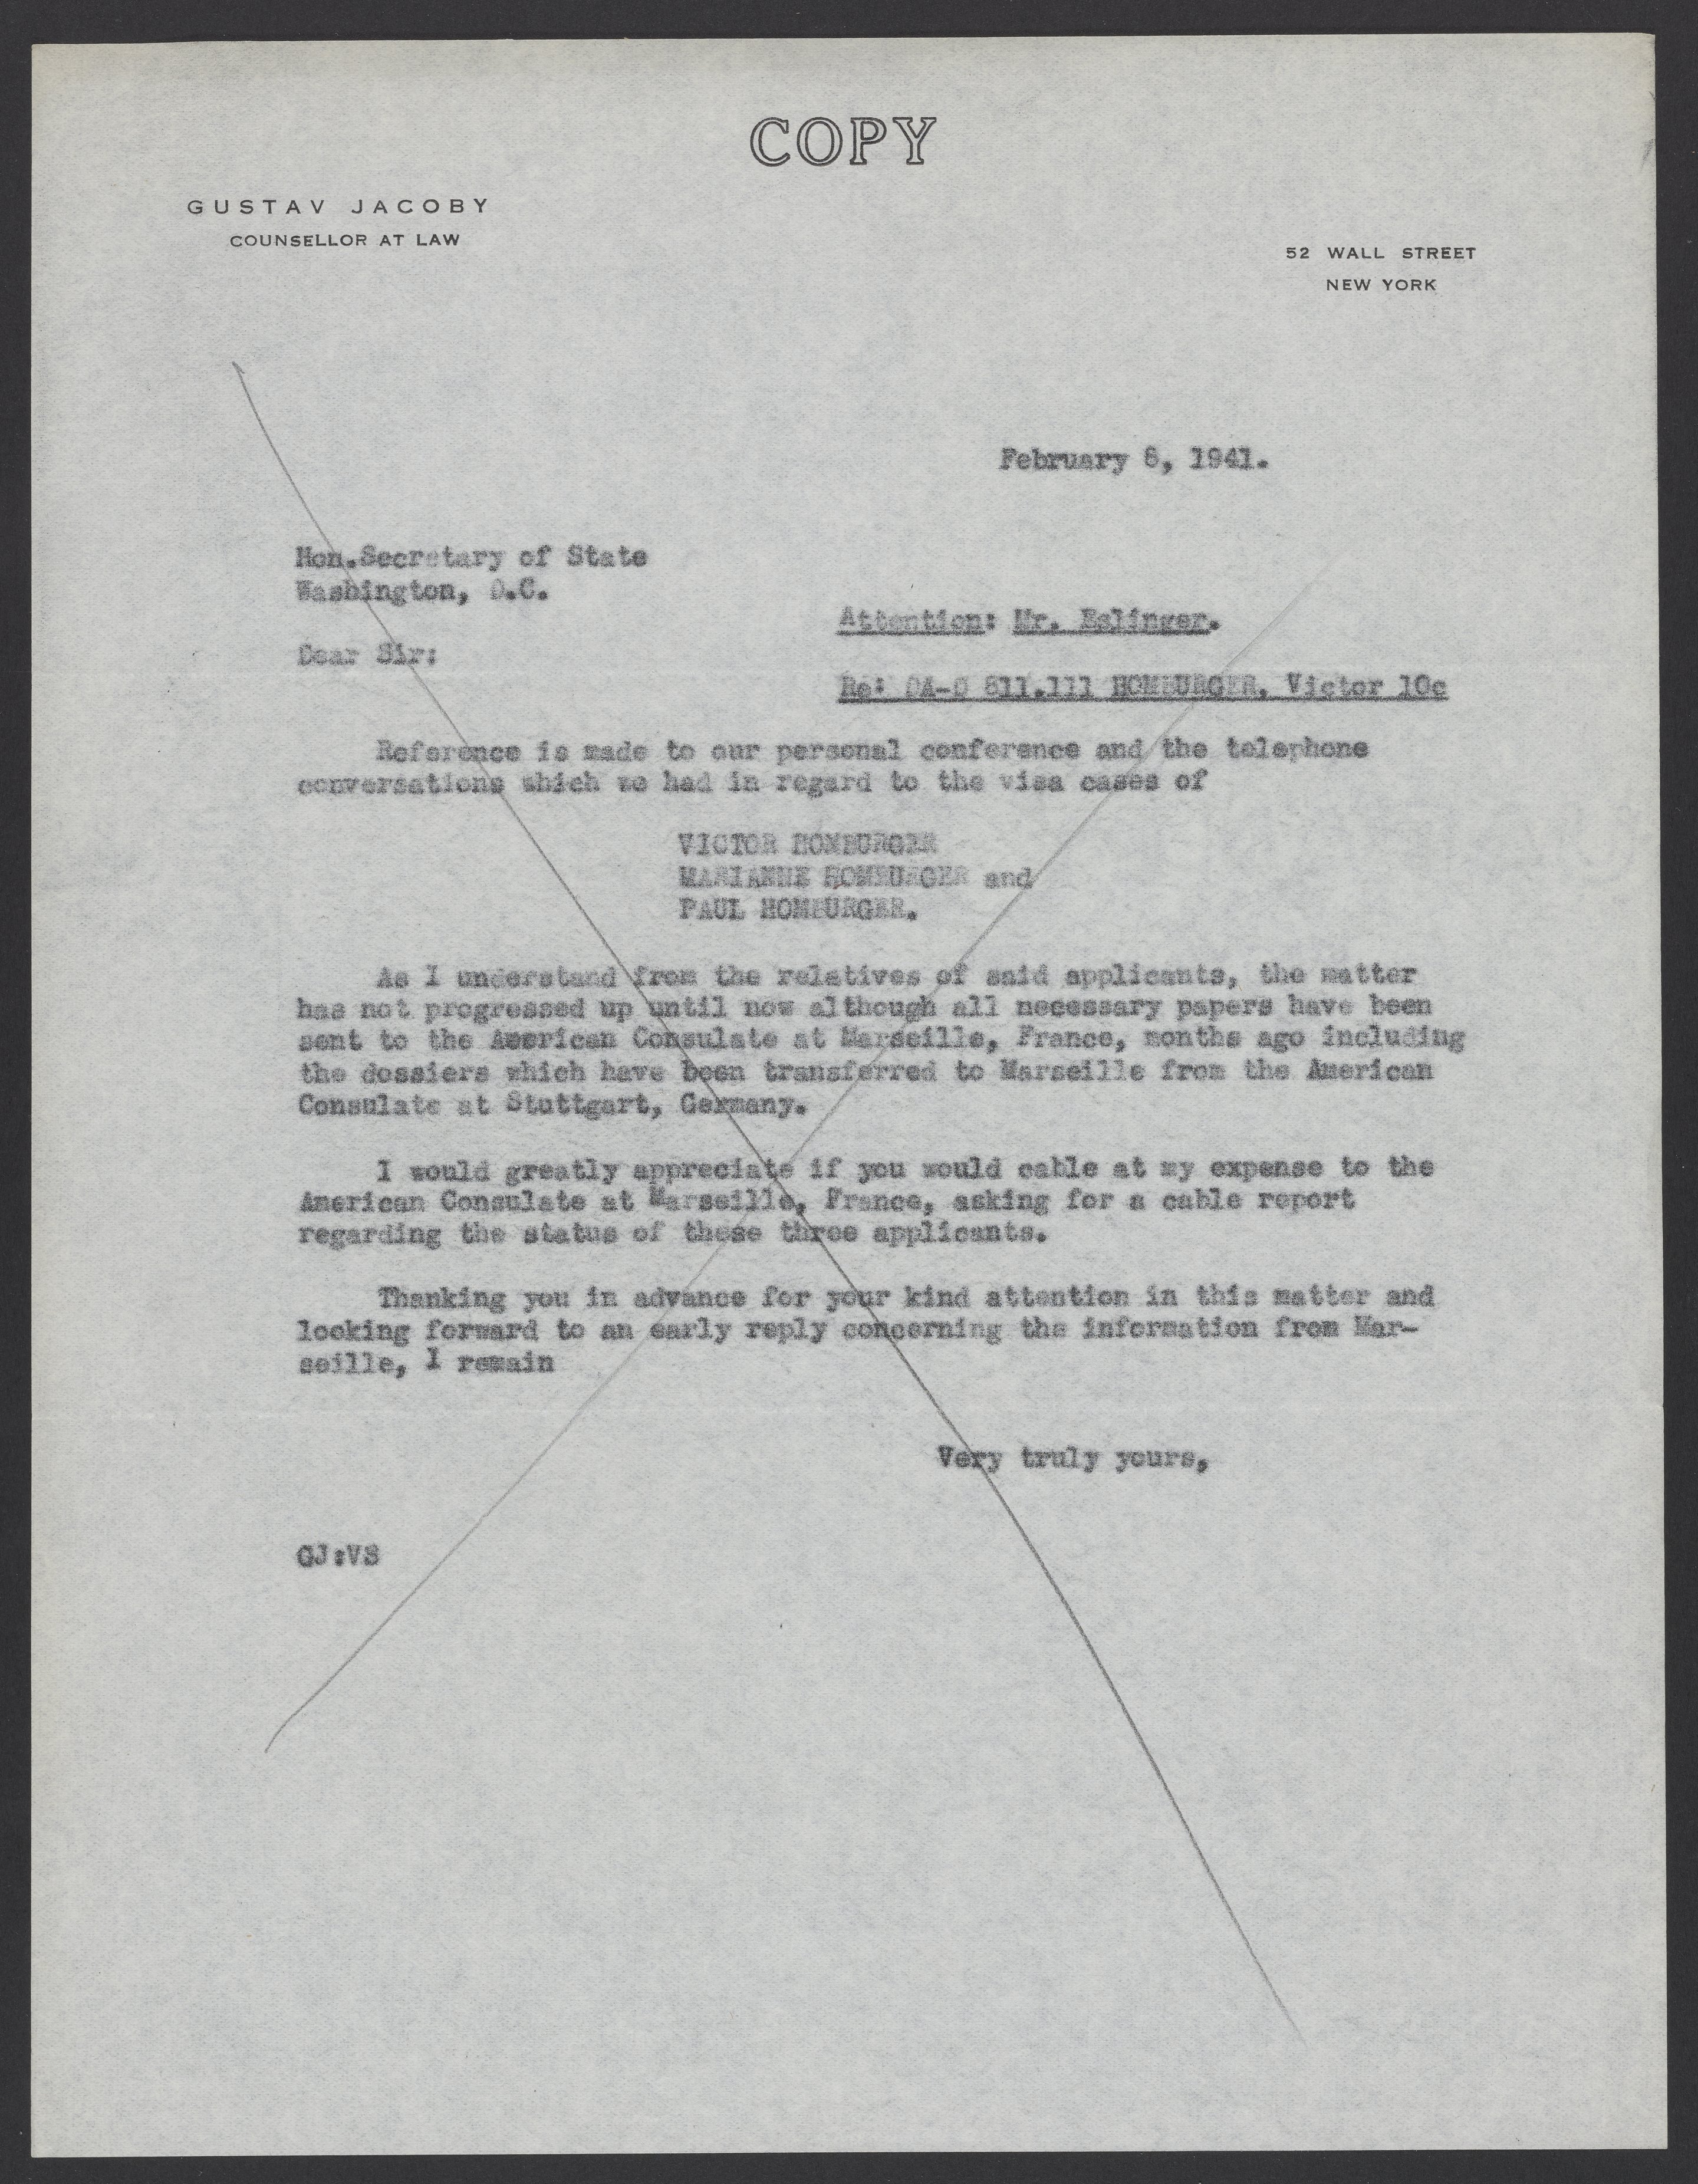 COPY
GUSTAV JACOBY
COUNSELLOR AT LAW
52 WALL STREET
NEW YORK
February 8, 1941.
Hon.Secretary of State
Washington, D.C.
Attention: Mr. Eslinger.
Dear Sir:
Re: DA-D 811.111 HOMBURGER, Victor 10c
Reference is made to our personal conference and the telephone
conversations which we had in regard to the visa cases of
VICTOR HOMBURGER
MARIANNE HOMBURGER and
PAUL HOMBURGER.
As I understand from the relatives of said applicants, the matter
has not progressed up until now although all necessary papers have been
sent to the American Consulate at Marseille, France, months ago including
the dossiers which have been transferred to Marseille from the American
Consulate at Stuttgart, Germany.
I would greatly appreciate if you would cable at my expense to the
American Consulate at Marseille, France, asking for a cable report
regarding the status of these three applicants.
Thanking you in advance for your kind attention in this matter and
looking forward to an early reply concerning the information from Mar-
seille, I remain
Very truly yours,
GJ:VS